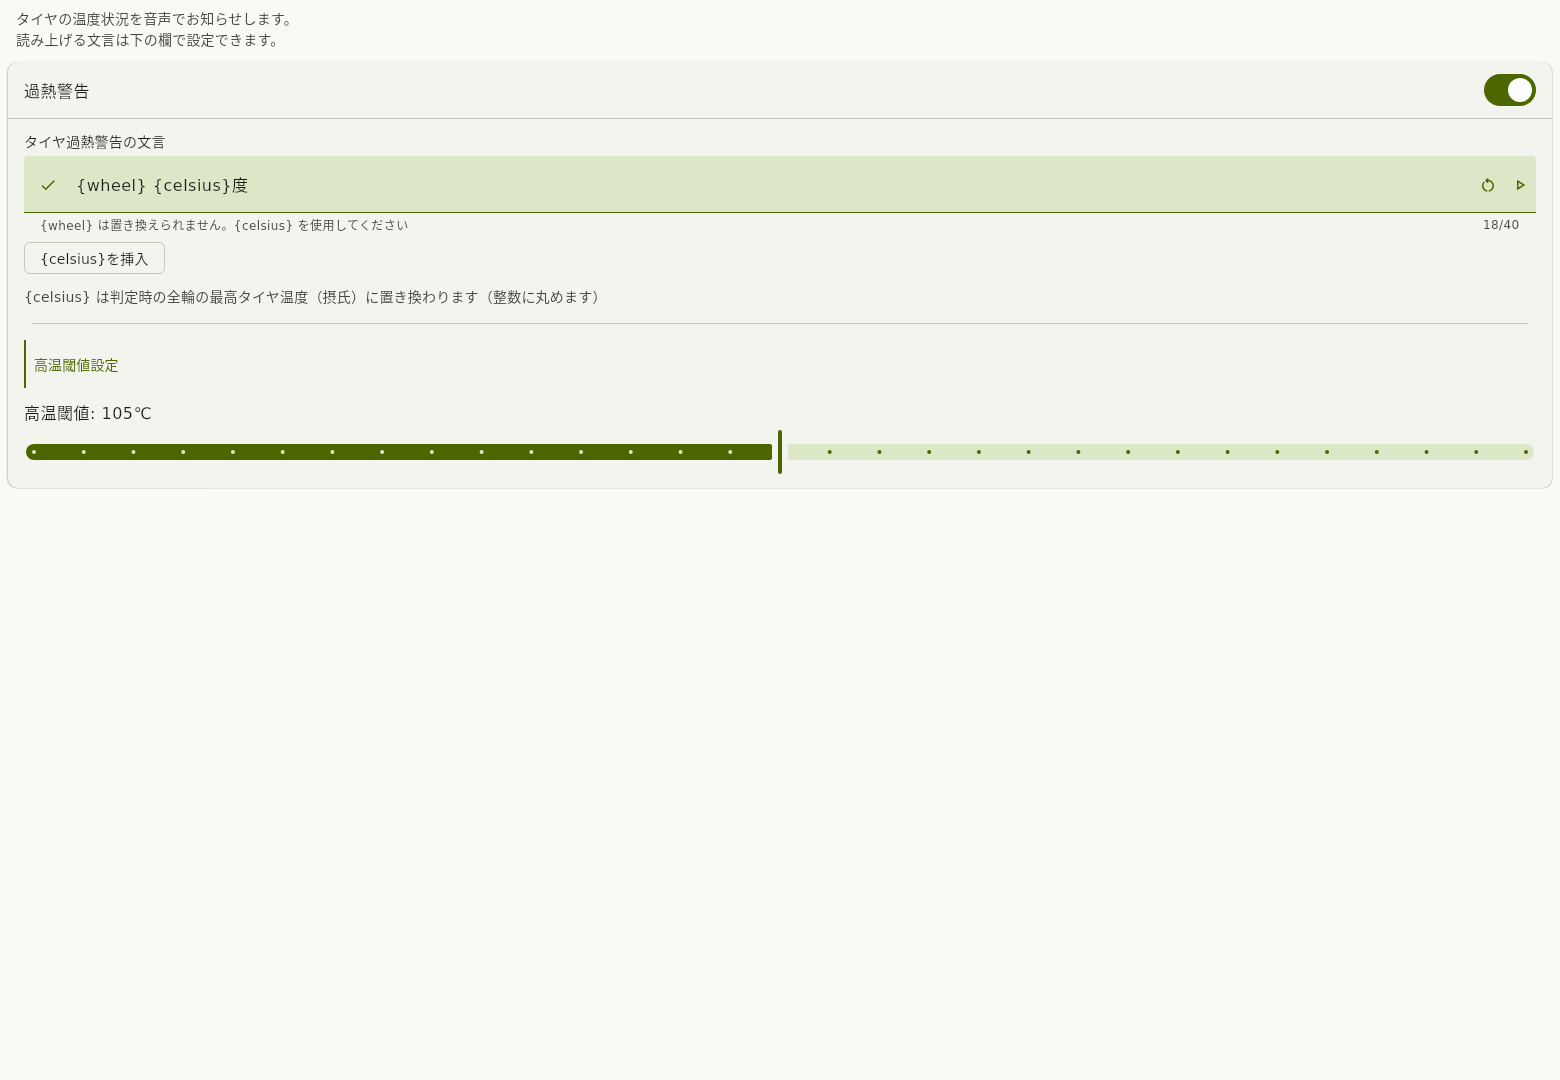 タイヤの温度状況を音声でお知らせします。
読み上げる文言は下の欄で設定できます。
過熱警告
タイヤ過熱警告の文言
{wheel} {celsius}度
{wheel} は置き換えられません。{celsius} を使用してください
18/40
{celsius}を挿入
{celsius} は判定時の全輪の最高タイヤ温度（摂氏）に置き換わります（整数に丸めます）
高温閾値設定
高温閾値: 105℃